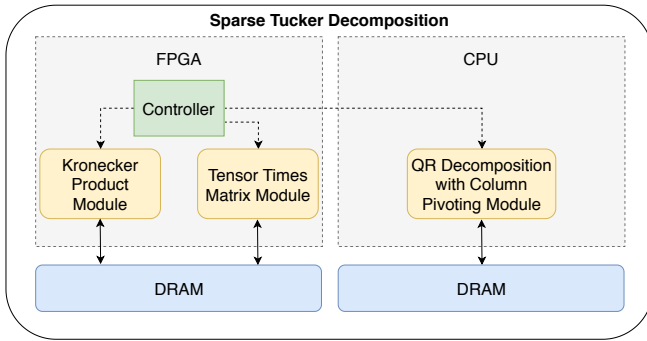 Sparse Tucker Decomposition
FPGA
CPU
Controller
Kronecker
Product
Module
Tensor Times
Matrix Module
QR Decomposition
with Column
Pivoting Module
DRAM
DRAM